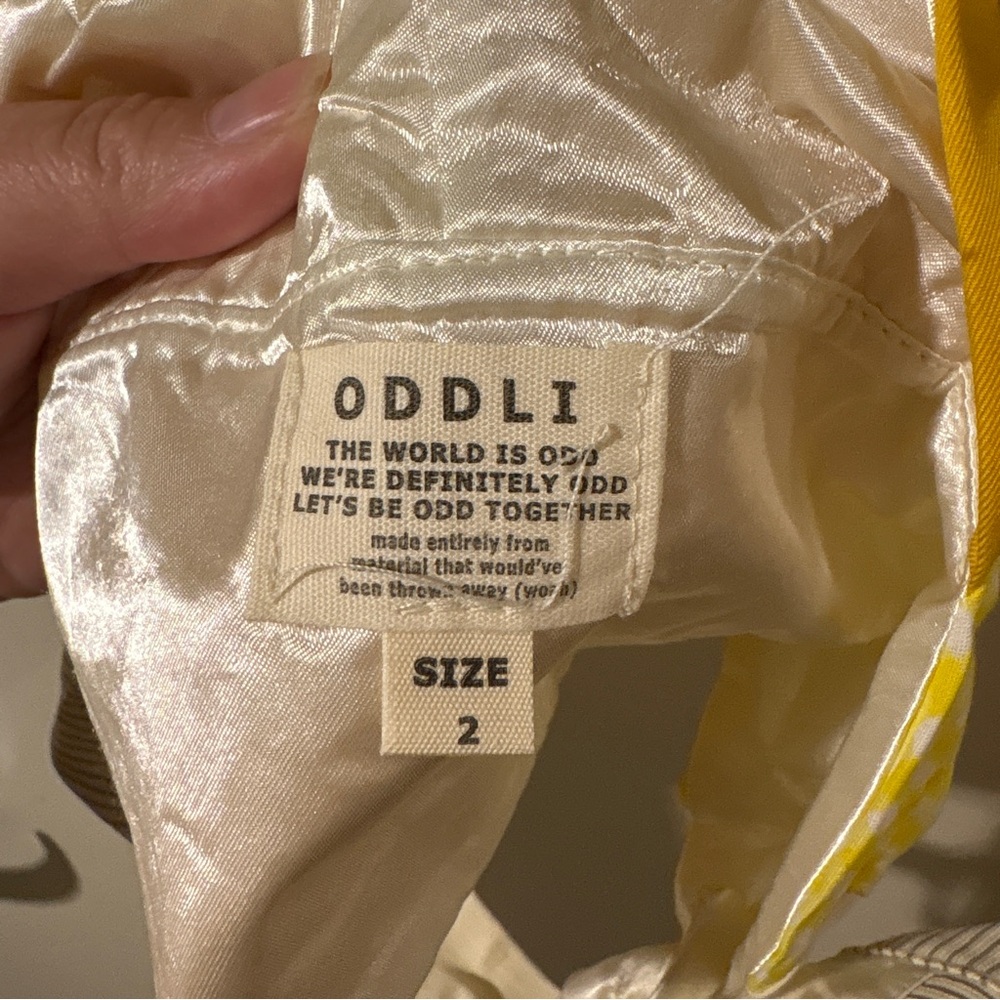 ODDLI
THE WORLD IS ODD
WE'RE DEFINITELY ODD
LET'S BE ODD TOGETHER
made entirely from
material that would've
been thrown away (woah)
SIZE
2